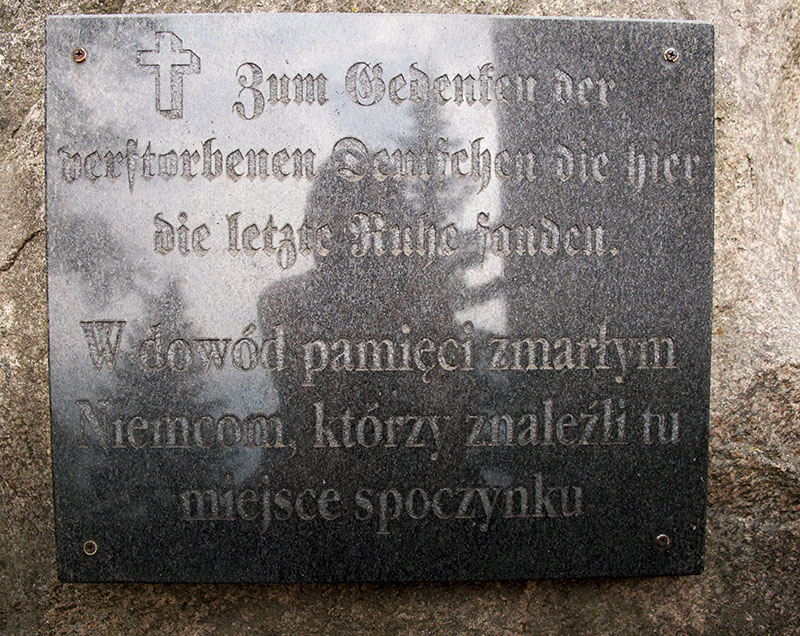 Zum Gedenken der
verstorbenen Deutschen die hier
die letzte Ruhe fanden.
W dowód pamięci zmarłym
Niemcom, którzy znaleźli tu
miejsce spoczynku